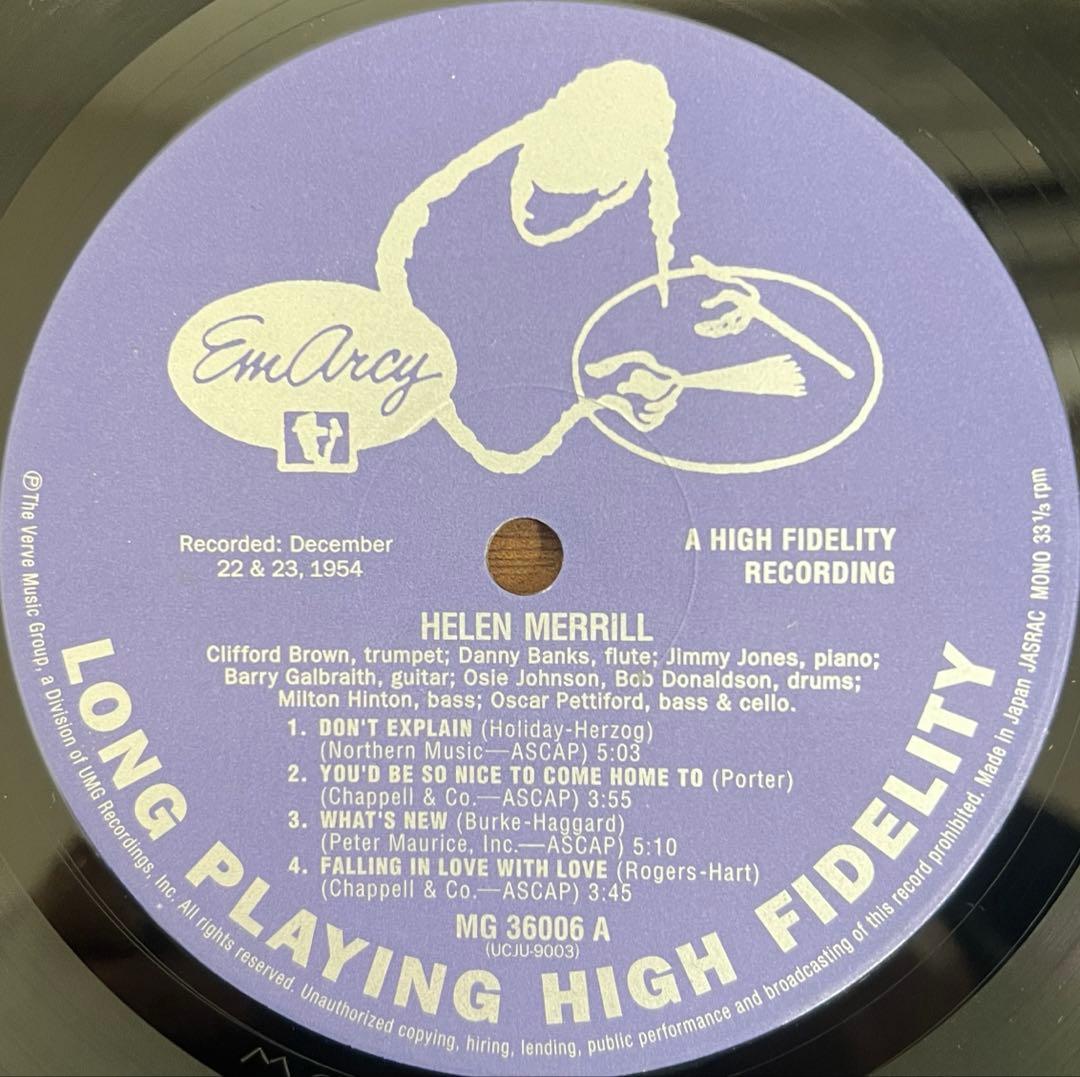 EmArcy
Recorded: December
22 & 23, 1954
A HIGH FIDELITY
RECORDING
HELEN MERRILL
Clifford Brown, trumpet; Danny Banks, flute; Jimmy Jones, piano;
Barry Galbraith, guitar; Osie Johnson, Bob Donaldson, drums;
Milton Hinton, bass; Oscar Pettiford, bass & cello.
1. DON'T EXPLAIN (Holiday-Herzog)
(Northern Music—ASCAP) 5:03
2. YOU'D BE SO NICE TO COME HOME TO (Porter)
(Chappell & Co.—ASCAP) 3:55
3. WHAT'S NEW (Burke-Haggard)
(Peter Maurice, Inc.—ASCAP) 5:10
4. FALLING IN LOVE WITH LOVE (Rogers-Hart)
(Chappell & Co.—ASCAP) 3:45
MG 36006 A
(UCJU-9003)
LONG PLAYING HIGH FIDELITY
℗The Verve Music Group, a Division of UMG Recordings, Inc. All rights reserved. Unauthorized copying, hiring, lending, public performance and broadcasting of this record prohibited. Made in Japan JASRAC MONO 33 1/3 rpm